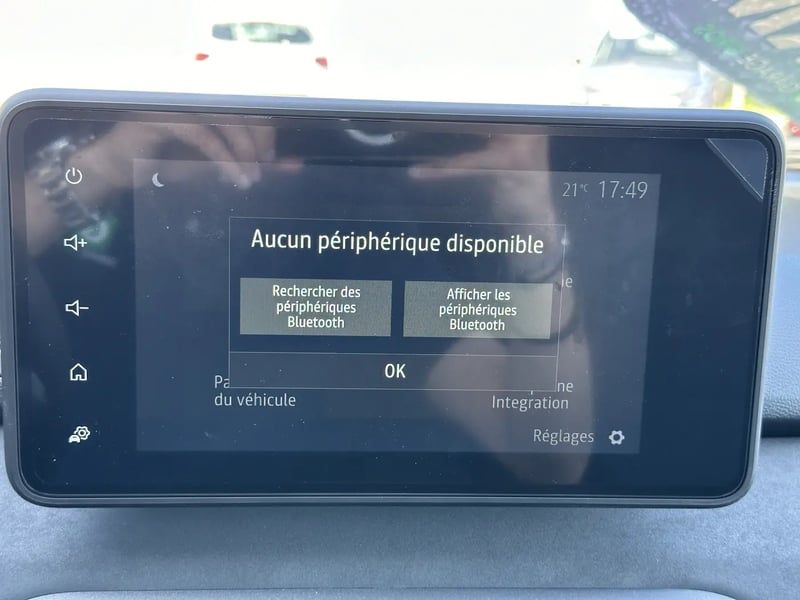 21°C 17:49
Aucun périphérique disponible
Rechercher des
périphériques
Bluetooth
Afficher les
périphériques
Bluetooth
OK
du véhicule
Integration
Réglages